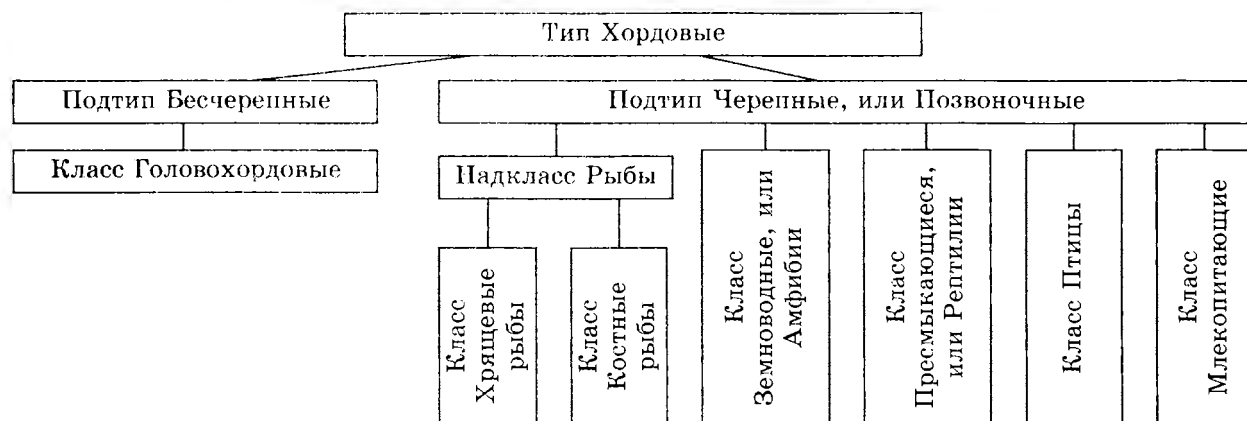 Тип Хордовые
Подтип Бесчерепные
Подтип Черепные, или Позвоночные
Класс Головохордовые
Надкласс Рыбы
Класс
Хрящевые
рыбы
Класс
Костные
рыбы
Класс
Земноводные, или
Амфибии
Класс
Пресмыкающиеся,
или Рептилии
Класс Птицы
Класс
Млекопитающие